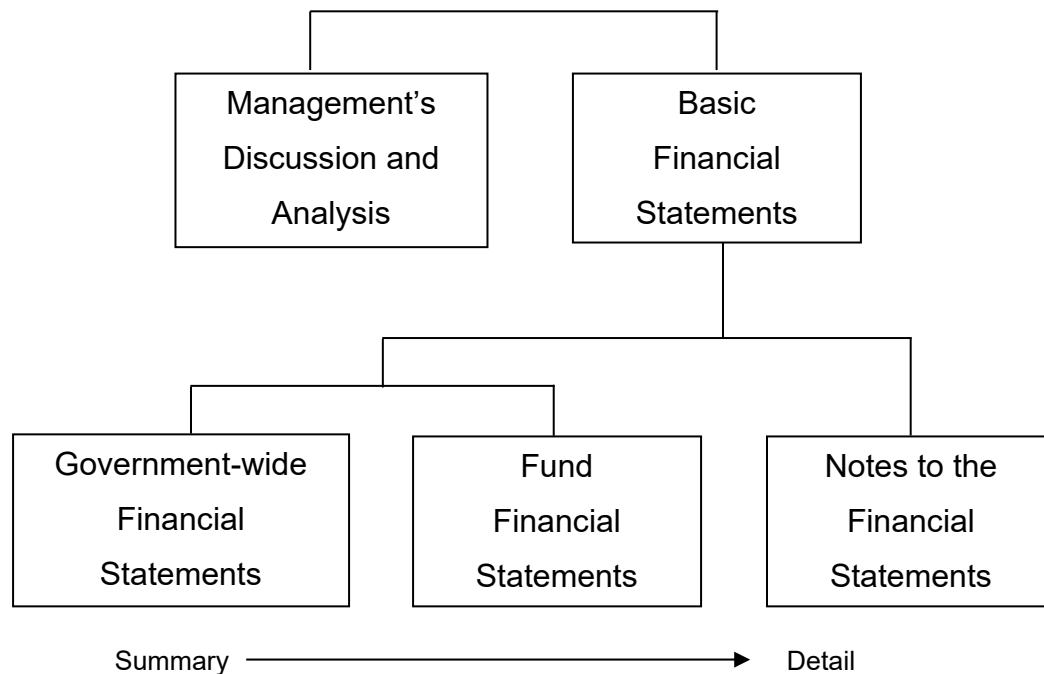 Management’s
Discussion and
Analysis
Basic
Financial
Statements
Government-wide
Financial
Statements
Fund
Financial
Statements
Notes to the
Financial
Statements
Summary
Detail